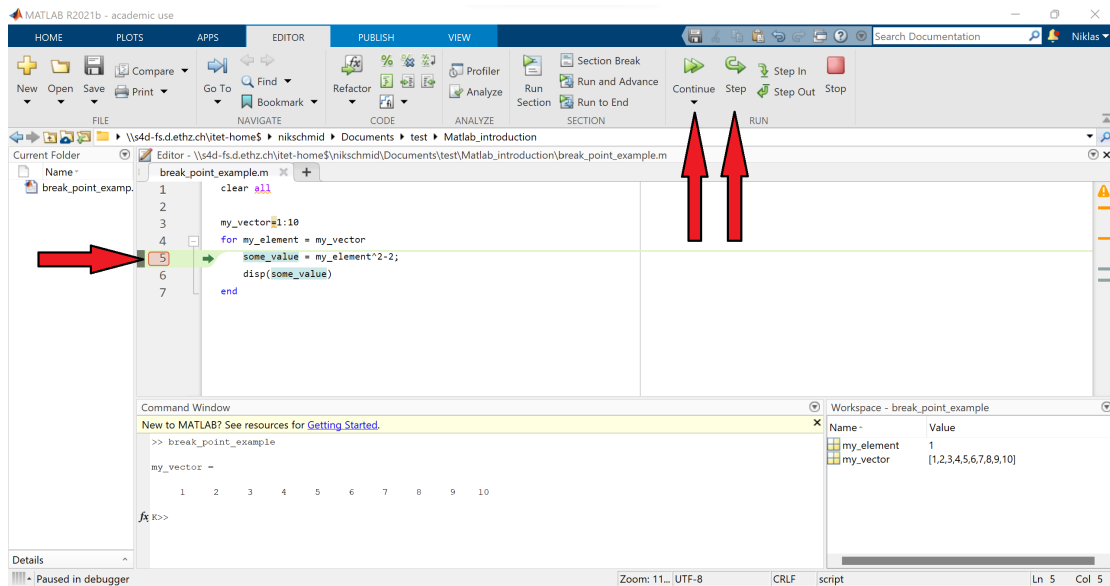 MATLAB R2021b - academic use
HOME PLOTS APPS EDITOR PUBLISH VIEW Search Documentation Niklas
New Open Save Compare Print Go To Find Bookmark Refactor Profiler Analyze Run Section Section Break Run and Advance Run to End Continue Step Step In Step Out Stop
FILE NAVIGATE CODE ANALYZE SECTION RUN
\\s4d-fs.d.ethz.ch\itet-home$ nikschmid Documents test Matlab_introduction
Current Folder
Name
break_point_examp.
Editor - \\s4d-fs.d.ethz.ch\itet-home$\nikschmid\Documents\test\Matlab_introduction\break_point_example.m
break_point_example.m
1 clear all
2
3 my_vector=1:10
4 for my_element = my_vector
5 some_value = my_element^2-2;
6 disp(some_value)
7 end
Command Window
New to MATLAB? See resources for Getting Started.
>> break_point_example
my_vector =
1 2 3 4 5 6 7 8 9 10
fx K>>
Workspace - break_point_example
Name Value
my_element 1
my_vector [1,2,3,4,5,6,7,8,9,10]
Details
Paused in debugger Zoom: 11... UTF-8 CRLF script Ln 5 Col 5